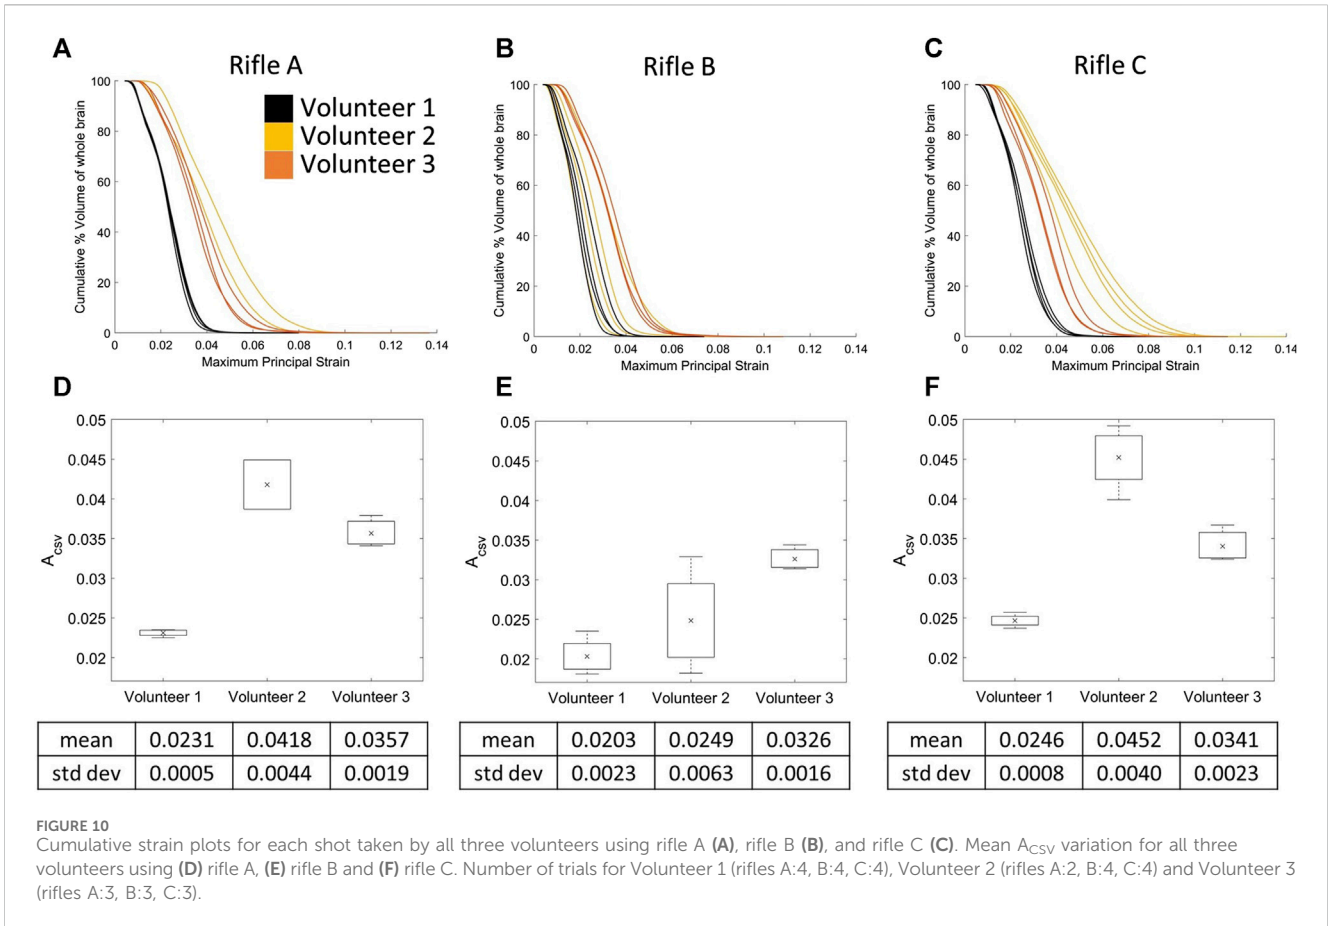 A
Rifle A
Cumulative % Volume of whole brain
100
80
60
40
20
0
0 0.02 0.04 0.06 0.08 0.1 0.12 0.14
Maximum Principal Strain
Volunteer 1
Volunteer 2
Volunteer 3
B
Rifle B
Cumulative % Volume of whole brain
100
80
60
40
20
0
0 0.02 0.04 0.06 0.08 0.1 0.12 0.14
Maximum Principal Strain
C
Rifle C
Cumulative % Volume of whole brain
100
80
60
40
20
0
0 0.02 0.04 0.06 0.08 0.1 0.12 0.14
Maximum Principal Strain
D
A_csv
0.05
0.045
0.04
0.035
0.03
0.025
0.02
Volunteer 1 Volunteer 2 Volunteer 3
mean 0.0231 0.0418 0.0357
std dev 0.0005 0.0044 0.0019
E
A_csv
0.05
0.045
0.04
0.035
0.03
0.025
0.02
Volunteer 1 Volunteer 2 Volunteer 3
mean 0.0203 0.0249 0.0326
std dev 0.0023 0.0063 0.0016
F
A_csv
0.05
0.045
0.04
0.035
0.03
0.025
0.02
Volunteer 1 Volunteer 2 Volunteer 3
mean 0.0246 0.0452 0.0341
std dev 0.0008 0.0040 0.0023
FIGURE 10
Cumulative strain plots for each shot taken by all three volunteers using rifle A (A), rifle B (B), and rifle C (C). Mean A_CSV variation for all three
volunteers using (D) rifle A, (E) rifle B and (F) rifle C. Number of trials for Volunteer 1 (rifles A:4, B:4, C:4), Volunteer 2 (rifles A:2, B:4, C:4) and Volunteer 3
(rifles A:3, B:3, C:3).